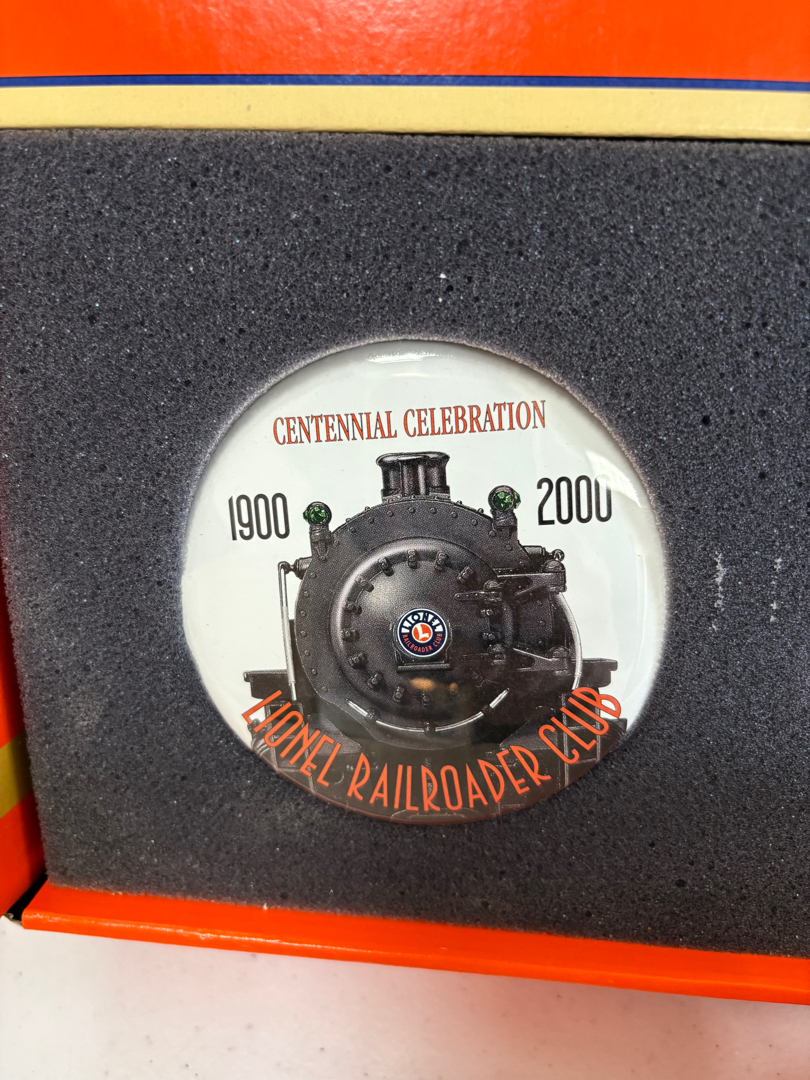 CENTENNIAL CELEBRATION
1900 2000
LIONEL
RAILROADER CLUB
LIONEL RAILROADER CLUB